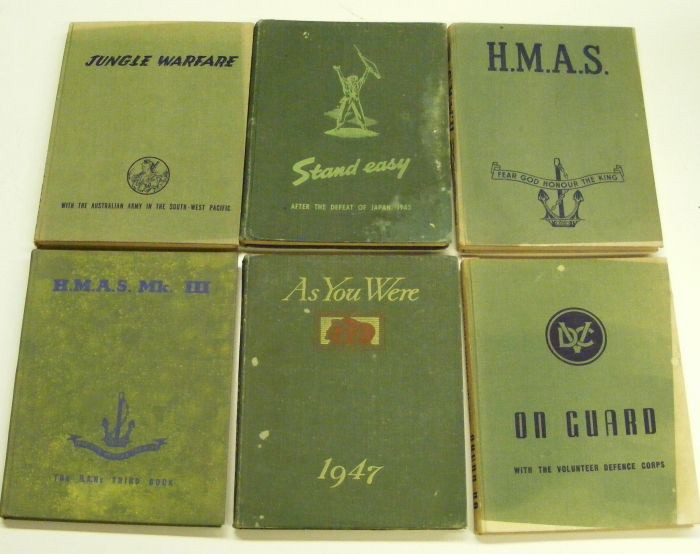 JUNGLE WARFARE
WITH THE AUSTRALIAN ARMY IN THE SOUTH-WEST PACIFIC
Stand easy
AFTER THE DEFEAT OF JAPAN, 1945
H.M.A.S.
FEAR GOD HONOUR THE KING
H.M.A.S. Mk. III
THE R.A.N's THIRD BOOK
As You Were
1947
VDC
ON GUARD
WITH THE VOLUNTEER DEFENCE CORPS